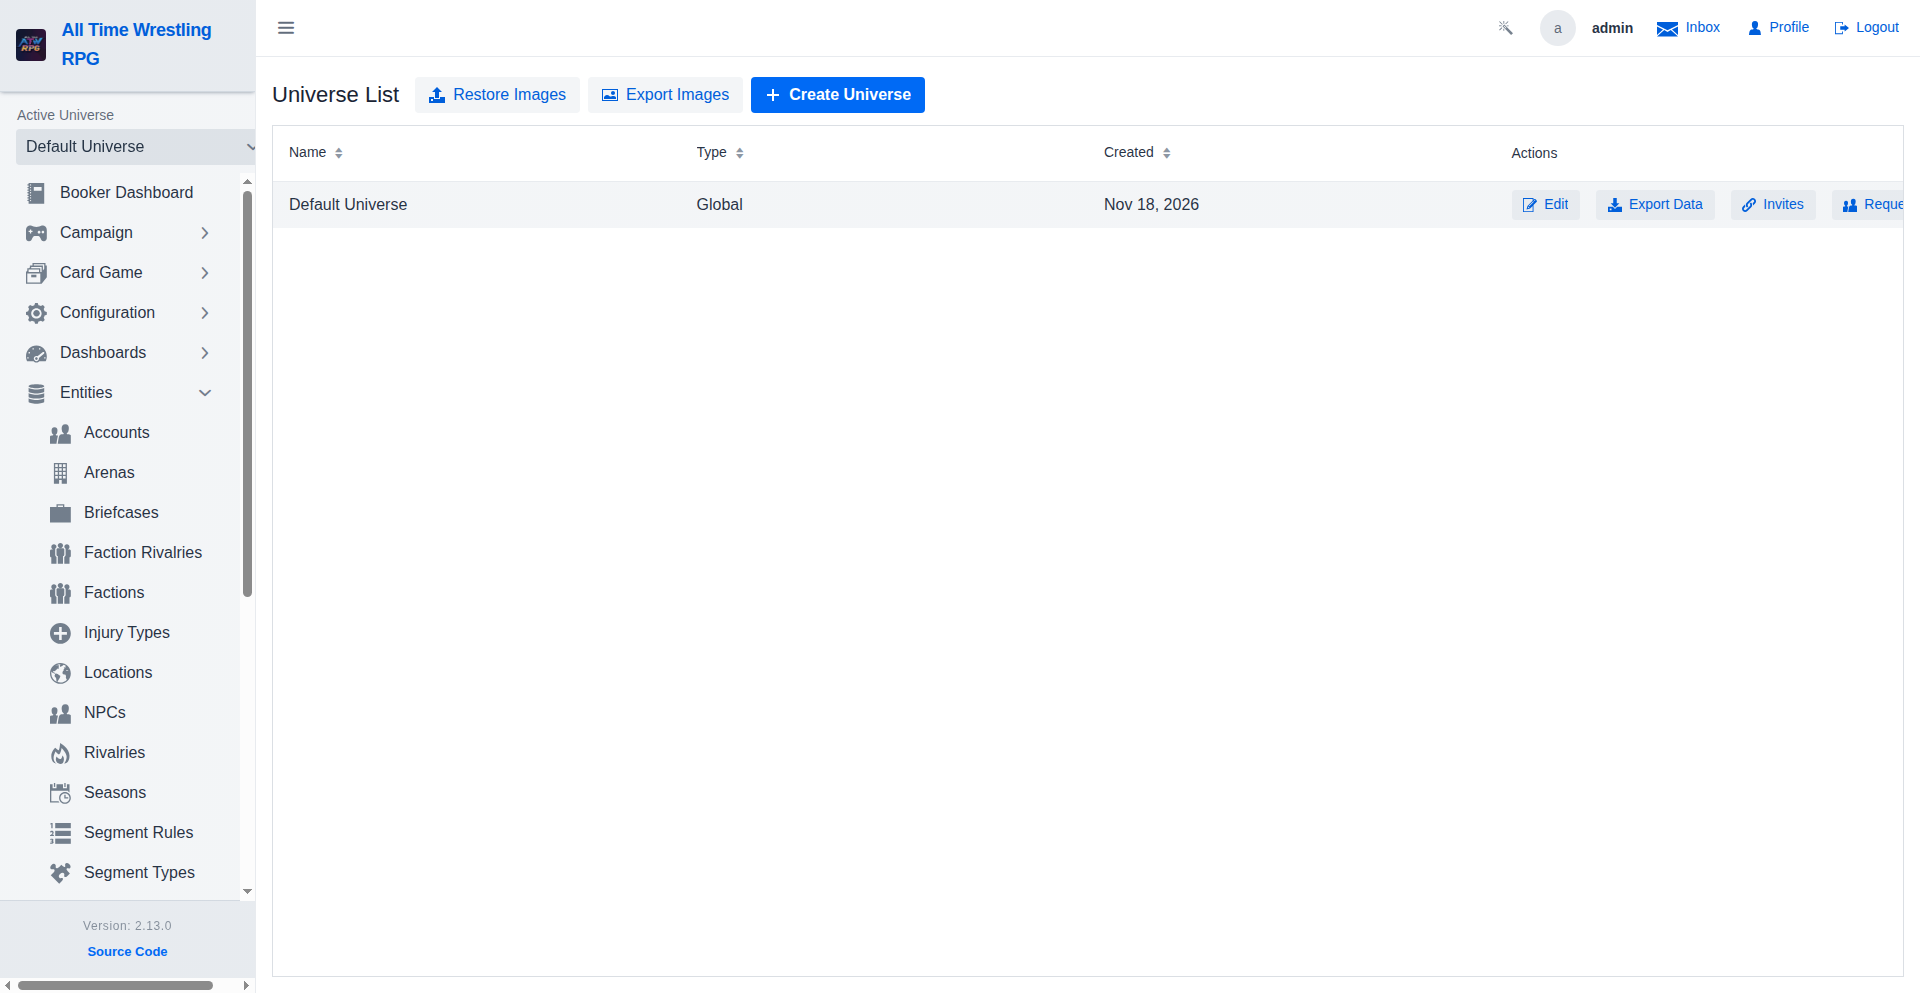 All Time Wrestling
RPG
a
admin
Inbox
Profile
Logout
Active Universe
Default Universe
Booker Dashboard
Campaign
Card Game
Configuration
Dashboards
Entities
Accounts
Arenas
Briefcases
Faction Rivalries
Factions
Injury Types
Locations
NPCs
Rivalries
Seasons
Segment Rules
Segment Types
Version: 2.13.0
Source Code
Universe List
Restore Images
Export Images
Create Universe
Name
Type
Created
Actions
Default Universe
Global
Nov 18, 2026
Edit
Export Data
Invites
Reque